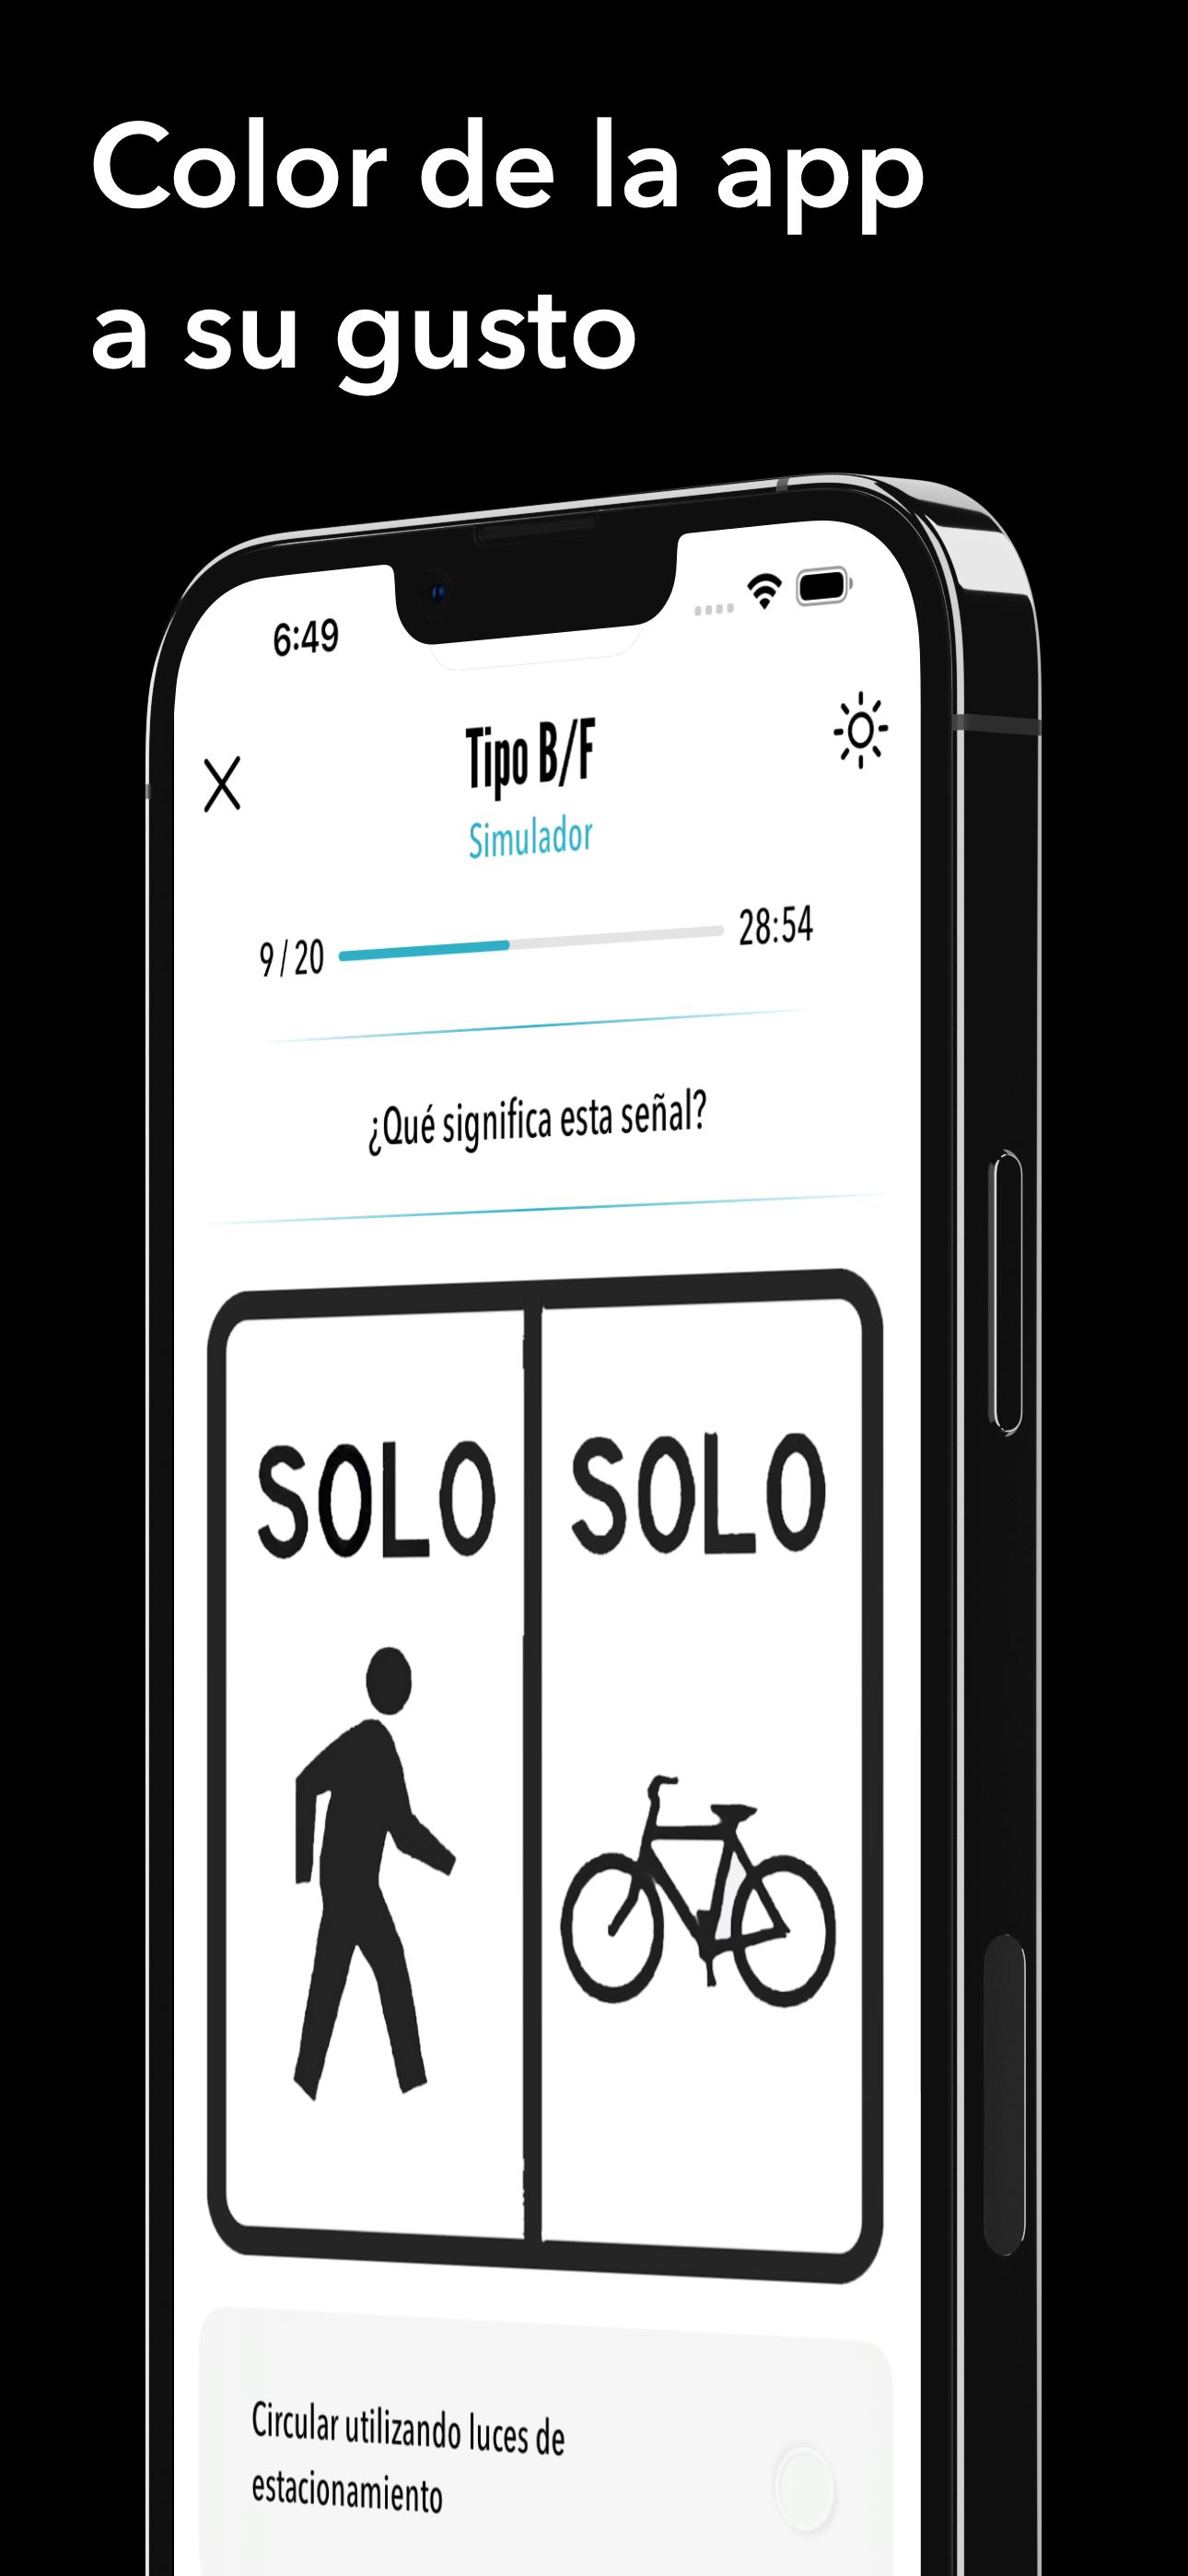 Color de la app
a su gusto
6:49
Tipo B/F
Simulador
9 / 20
28:54
¿Qué significa esta señal?
SOLO SOLO
Circular utilizando luces de
estacionamiento